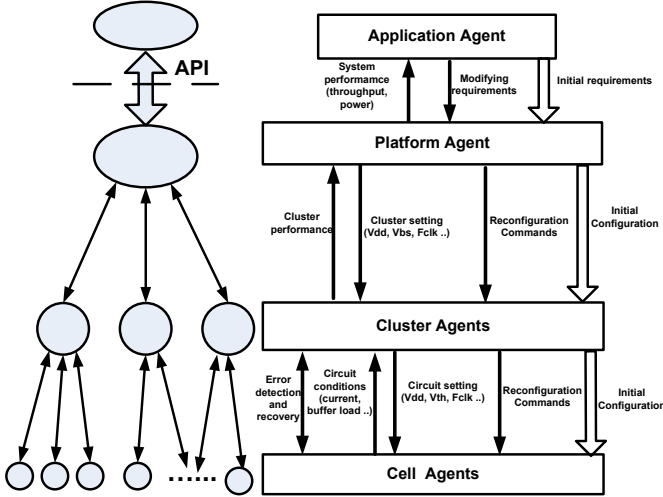 Application Agent
API
System
performamce
(throughput,
power)
Modifying
requirements
Initial requirements
Platform Agent
Cluster
performance
Cluster setting
(Vdd, Vbs, Fclk ..)
Reconfiguration
Commands
Initial
Configuration
Cluster Agents
Error
detection
and
recovery
Circuit
conditions
(current,
buffer load ..)
Circuit setting
(Vdd, Vth, Fclk ..)
Reconfiguration
Commands
Initial
Configuration
......
Cell Agents